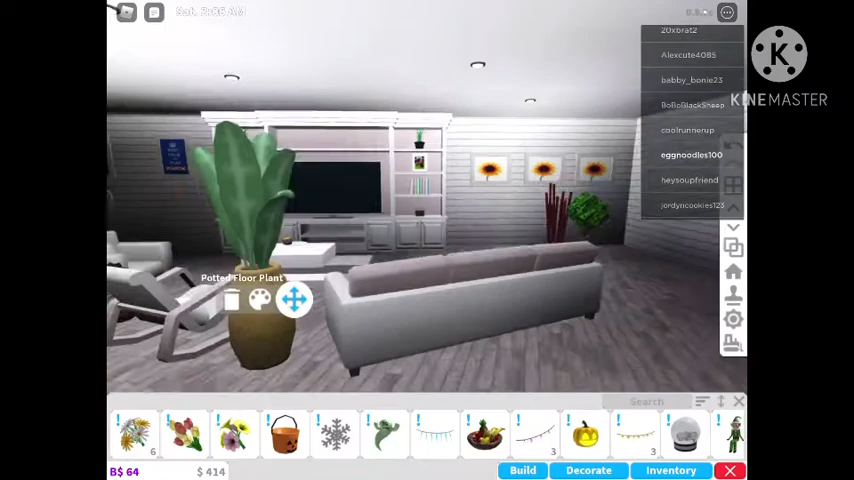 Sat, 2:06 AM
20xbrat2
Alexcute4085
babby_bonie23
BoBoBlackSheep
coolrunnerup
eggnoodles100
heysoupfriend
jordyncookies123
K
KINEMASTER
Potted Floor Plant
Search
6
3
3
B$ 64
$ 414
Build
Decorate
Inventory